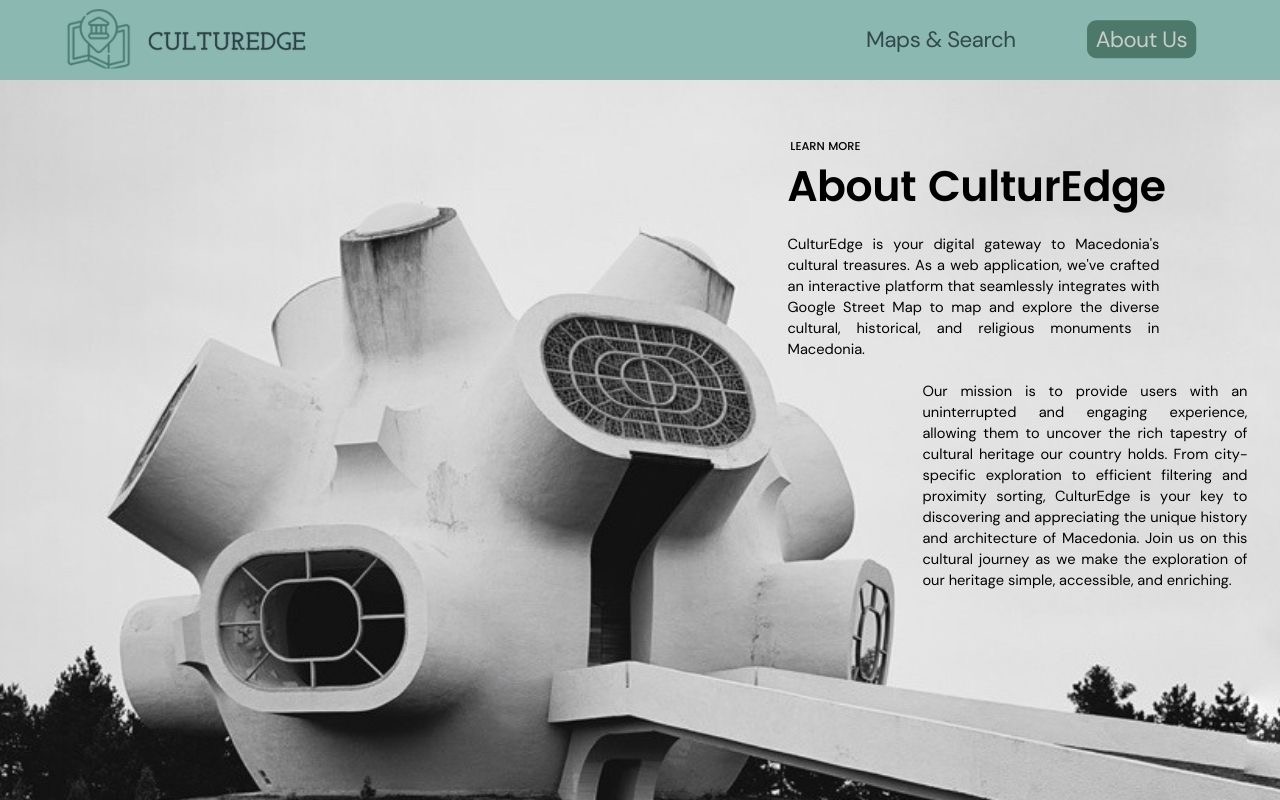 CULTUREDGE
Maps & Search
About Us
LEARN MORE
About CulturEdge
CulturEdge is your digital gateway to Macedonia's
cultural treasures. As a web application, we've crafted
an interactive platform that seamlessly integrates with
Google Street Map to map and explore the diverse
cultural, historical, and religious monuments in
Macedonia.
Our mission is to provide users with an
uninterrupted and engaging experience,
allowing them to uncover the rich tapestry of
cultural heritage our country holds. From city-
specific exploration to efficient filtering and
proximity sorting, CulturEdge is your key to
discovering and appreciating the unique history
and architecture of Macedonia. Join us on this
cultural journey as we make the exploration of
our heritage simple, accessible, and enriching.